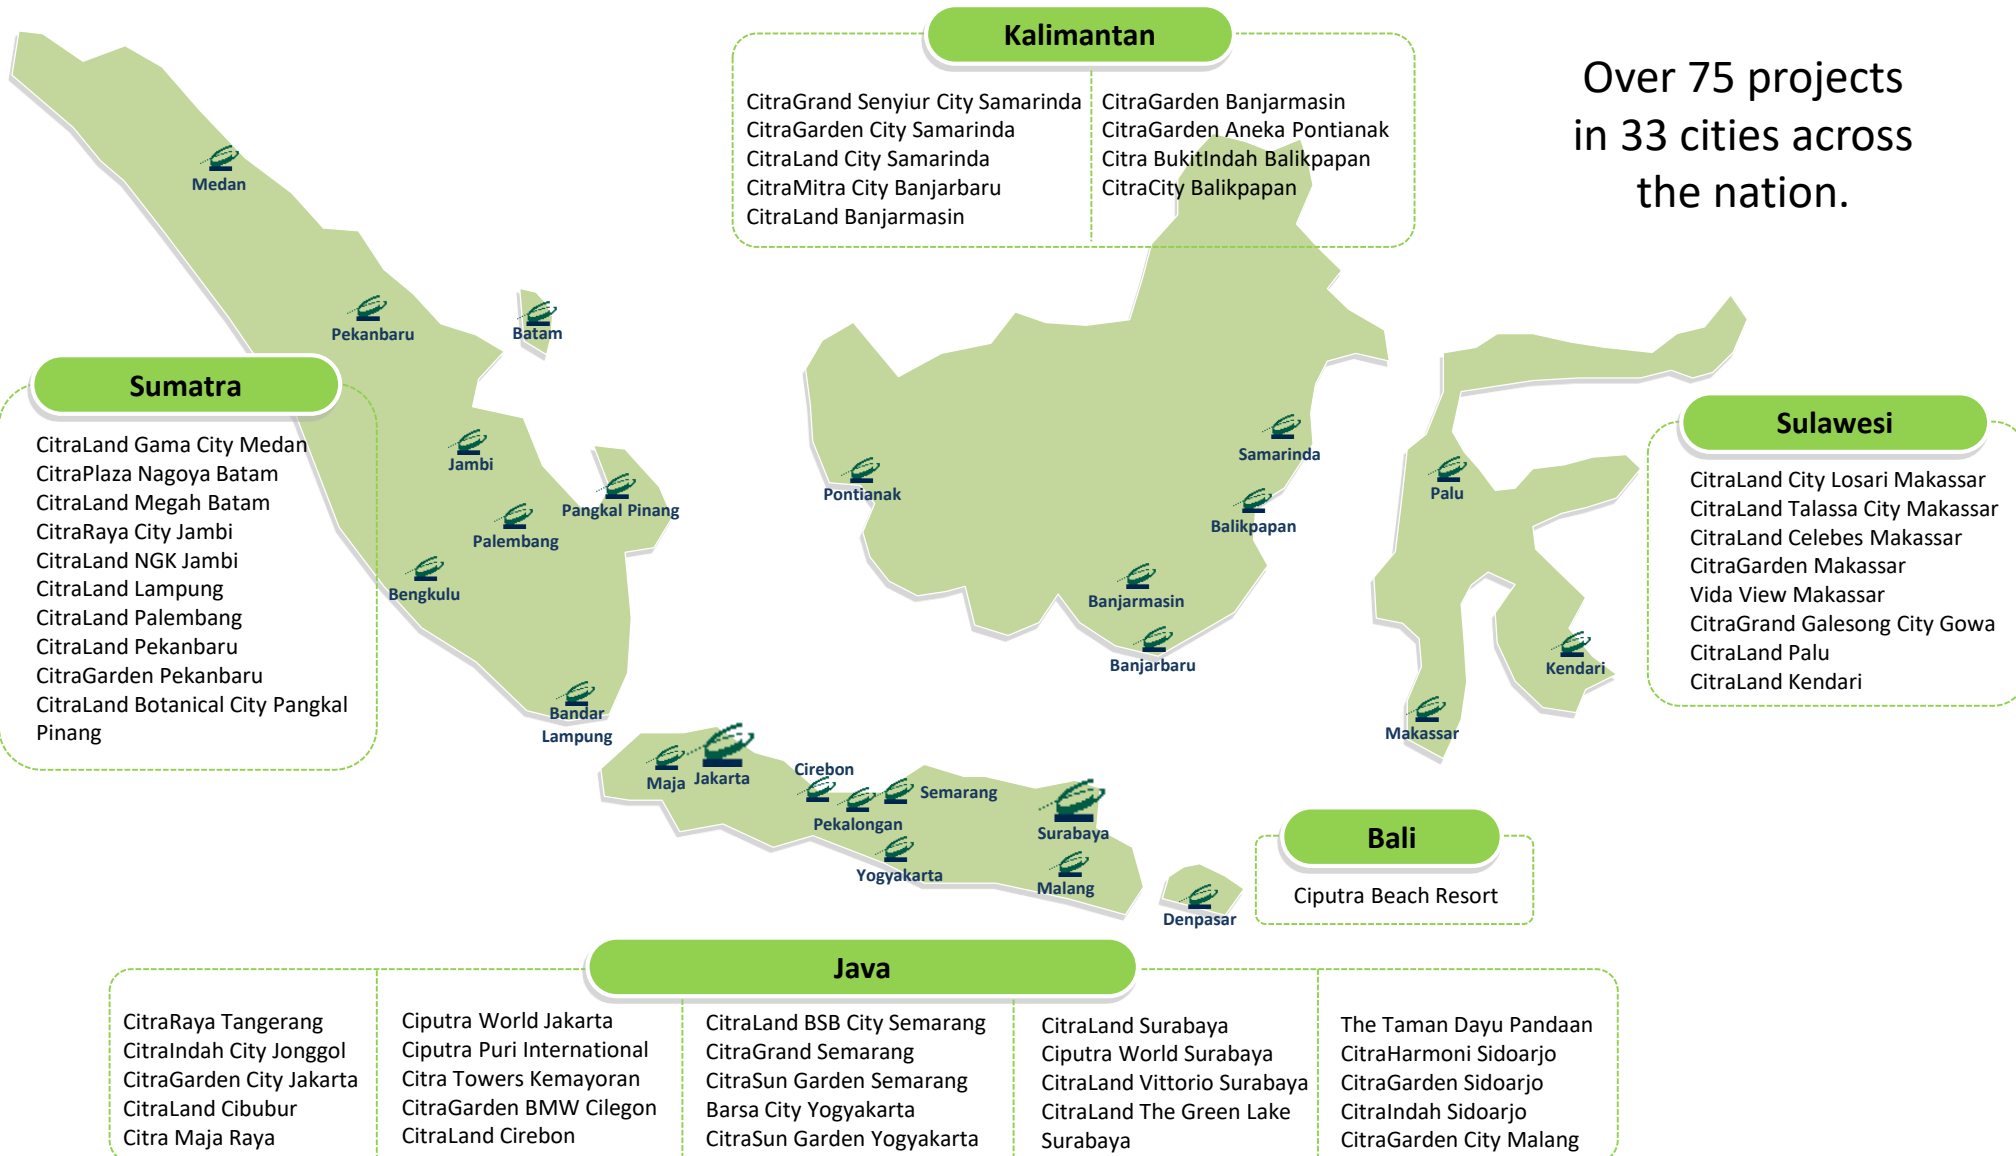 Kalimantan
CitraGrand Senyiur City Samarinda
CitraGarden City Samarinda
CitraLand City Samarinda
CitraMitra City Banjarbaru
CitraLand Banjarmasin
CitraGarden Banjarmasin
CitraGarden Aneka Pontianak
Citra BukitIndah Balikpapan
CitraCity Balikpapan
Over 75 projects
in 33 cities across
the nation.
Medan
Pekanbaru
Batam
Jambi
Pangkal Pinang
Palembang
Bengkulu
Bandar
Lampung
Sumatra
CitraLand Gama City Medan
CitraPlaza Nagoya Batam
CitraLand Megah Batam
CitraRaya City Jambi
CitraLand NGK Jambi
CitraLand Lampung
CitraLand Palembang
CitraLand Pekanbaru
CitraGarden Pekanbaru
CitraLand Botanical City Pangkal
Pinang
Pontianak
Samarinda
Balikpapan
Banjarmasin
Banjarbaru
Palu
Kendari
Makassar
Sulawesi
CitraLand City Losari Makassar
CitraLand Talassa City Makassar
CitraLand Celebes Makassar
CitraGarden Makassar
Vida View Makassar
CitraGrand Galesong City Gowa
CitraLand Palu
CitraLand Kendari
Maja
Jakarta
Cirebon
Pekalongan
Semarang
Yogyakarta
Surabaya
Malang
Denpasar
Bali
Ciputra Beach Resort
Java
CitraRaya Tangerang
CitraIndah City Jonggol
CitraGarden City Jakarta
CitraLand Cibubur
Citra Maja Raya
Ciputra World Jakarta
Ciputra Puri International
Citra Towers Kemayoran
CitraGarden BMW Cilegon
CitraLand Cirebon
CitraLand BSB City Semarang
CitraGrand Semarang
CitraSun Garden Semarang
Barsa City Yogyakarta
CitraSun Garden Yogyakarta
CitraLand Surabaya
Ciputra World Surabaya
CitraLand Vittorio Surabaya
CitraLand The Green Lake
Surabaya
The Taman Dayu Pandaan
CitraHarmoni Sidoarjo
CitraGarden Sidoarjo
CitraIndah Sidoarjo
CitraGarden City Malang